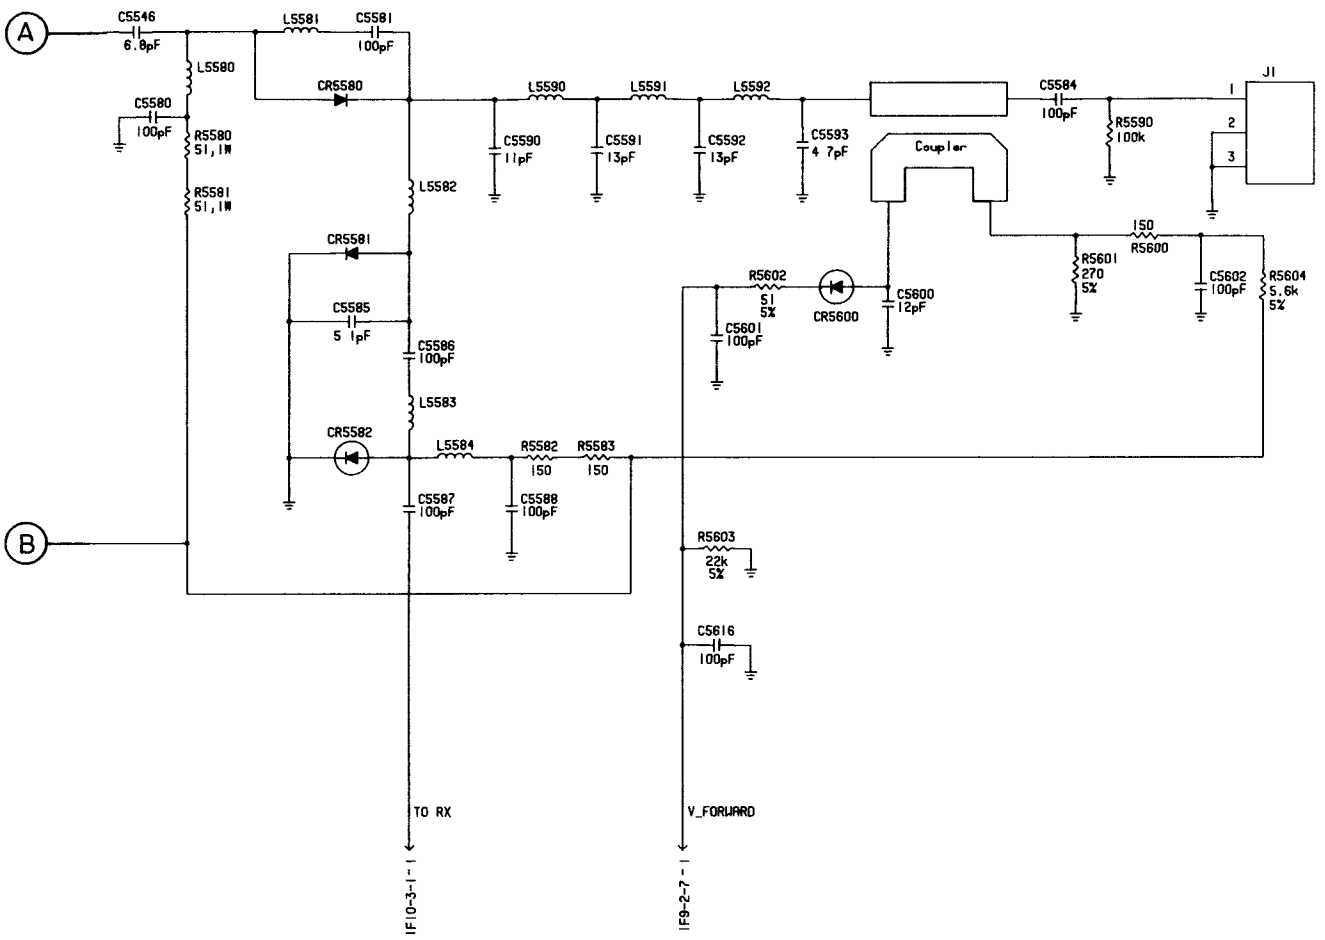 A
C5546
6.8pF
L5581
C5581
100pF
L5580
C5580
100pF
CR5580
R5580
51,1W
R5581
51,1W
L5590
L5591
L5592
C5584
100pF
J1
1
2
3
C5590
11pF
C5591
13pF
C5592
13pF
C5593
4 7pF
Coupler
R5590
100k
L5582
CR5581
C5585
5 1pF
C5586
100pF
L5583
CR5582
L5584
R5582
150
R5583
150
C5587
100pF
C5588
100pF
R5602
51
5%
CR5600
C5600
12pF
C5601
100pF
R5601
270
5%
150
R5600
C5602
100pF
R5604
5.6k
5%
B
R5603
22k
5%
C5616
100pF
TO RX
V_FORWARD
IF10-3-1-1
IF9-2-7-1